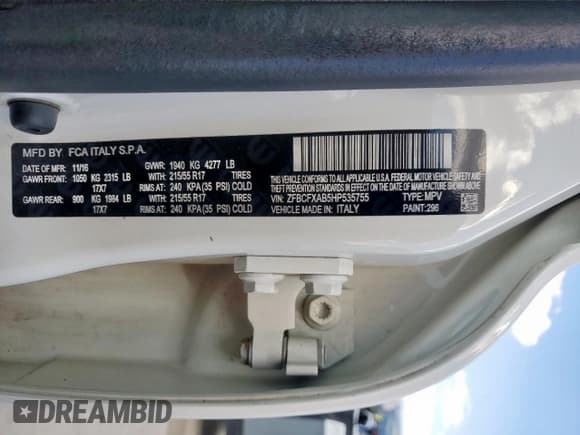 MFD BY FCA ITALY S.P.A.
DATE OF MFR: 11/16 GVWR: 1940 KG 4277 LB
GAWR FRONT: 1050 KG 2315 LB WITH: 215/55 R17 TIRES
17X7 RIMS AT: 240 KPA(35 PSI) COLD
GAWR REAR: 900 KG 1984 LB WITH: 215/55 R17 TIRES
17X7 RIMS AT: 240 KPA(35 PSI) COLD
THIS VEHICLE CONFORMS TO ALL APPLICABLE U.S.A. FEDERAL MOTOR VEHICLE
SAFETY, BUMPER AND THEFT PREVENTION STANDARDS IN EFFECT
ON THE DATE OF MANUFACTURE SHOWN ABOVE.
VIN: ZFBCFXAB5HP535755 TYPE: MPV
VEHICLE MADE IN: ITALY PAINT: 296
DREAMBID